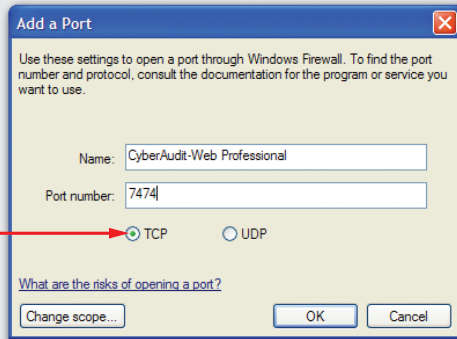 Add a Port
Use these settings to open a port through Windows Firewall. To find the port
number and protocol, consult the documentation for the program or service you
want to use.
Name: CyberAudit-Web Professional
Port number: 7474
TCP UDP
What are the risks of opening a port?
Change scope... OK Cancel